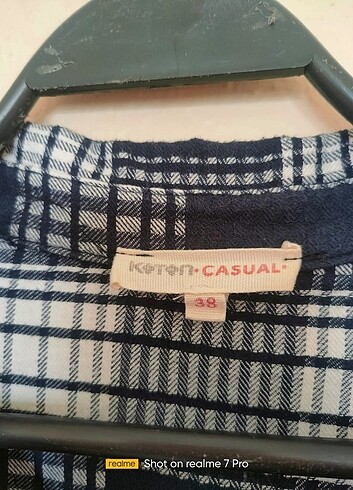 KOTON·CASUAL·
38
realme Shot on realme 7 Pro